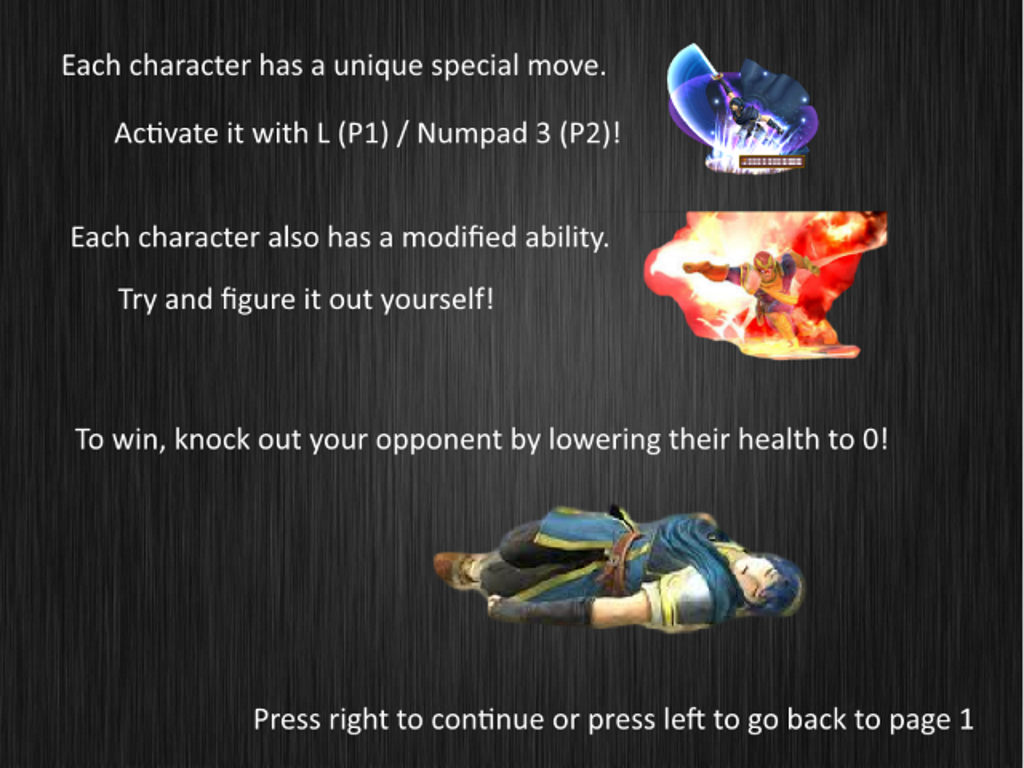 Each character has a unique special move.
Activate it with L (P1) / Numpad 3 (P2)!
Each character also has a modified ability.
Try and figure it out yourself!
To win, knock out your opponent by lowering their health to 0!
Press right to continue or press left to go back to page 1